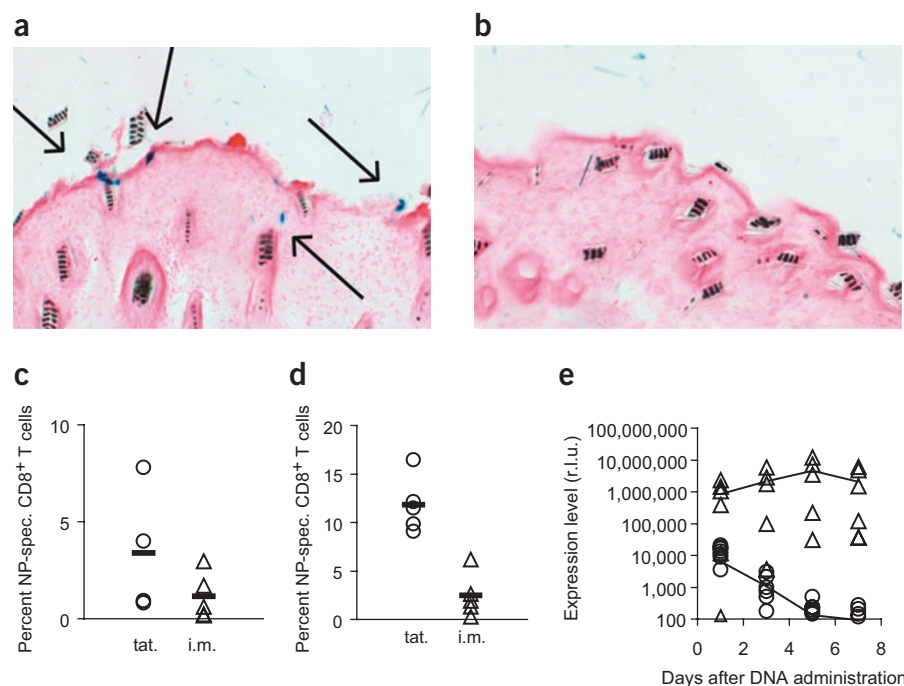 a
b
c
Percent NP-spec. CD8+ T cells
10
5
0
tat.
i.m.
d
Percent NP-spec. CD8+ T cells
20
15
10
5
0
tat.
i.m.
e
Expression level (r.l.u.)
100,000,000
10,000,000
1,000,000
100,000
10,000
1,000
100
0 2 4 6 8
Days after DNA administration